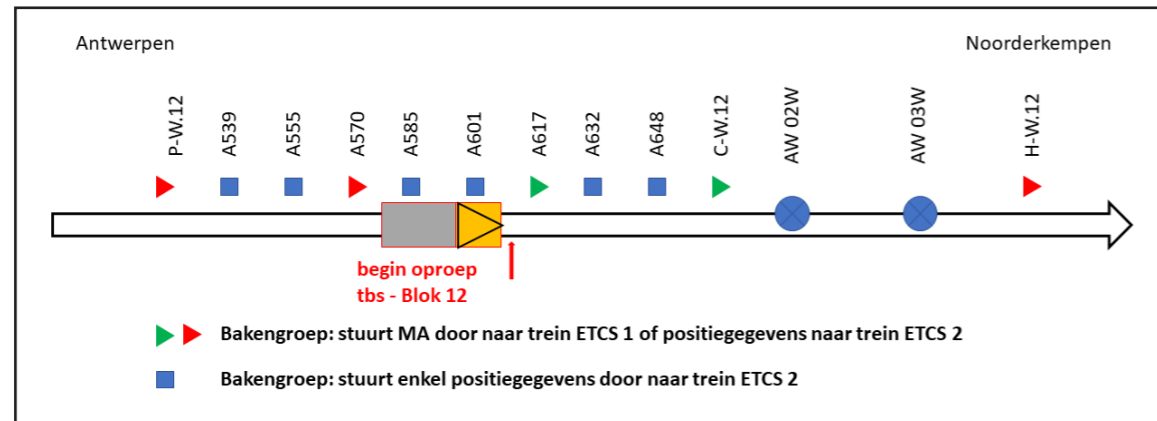 Antwerpen
Noorderkempen
P-W.12
A539
A555
A570
A585
A601
A617
A632
A648
C-W.12
AW 02W
AW 03W
H-W.12
begin oproep
tbs - Blok 12
Bakengroep: stuurt MA door naar trein ETCS 1 of positiegegevens naar trein ETCS 2
Bakengroep: stuurt enkel positiegegevens door naar trein ETCS 2